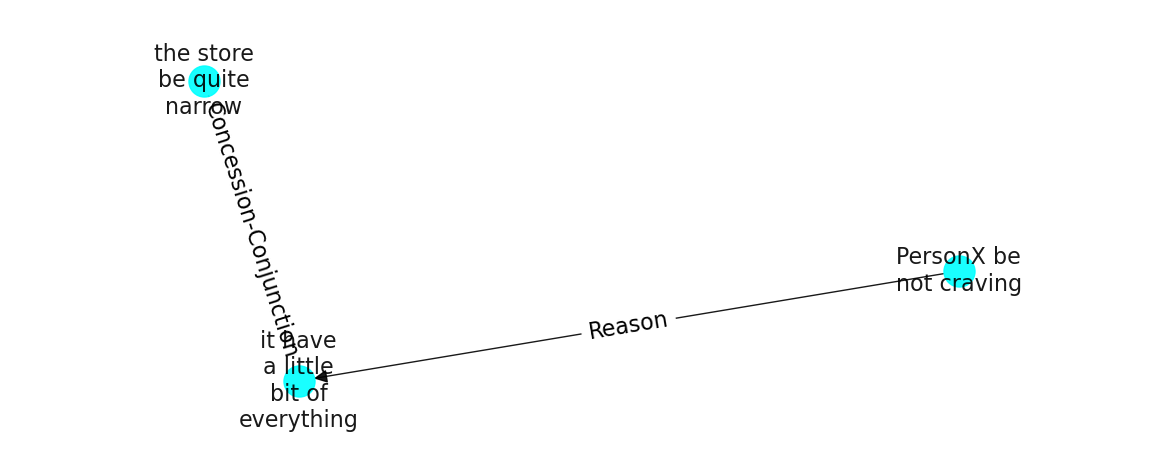 the store
be quite
narrow
Concession-Conjunction
PersonX be
not craving
Reason
it have
a little
bit of
everything